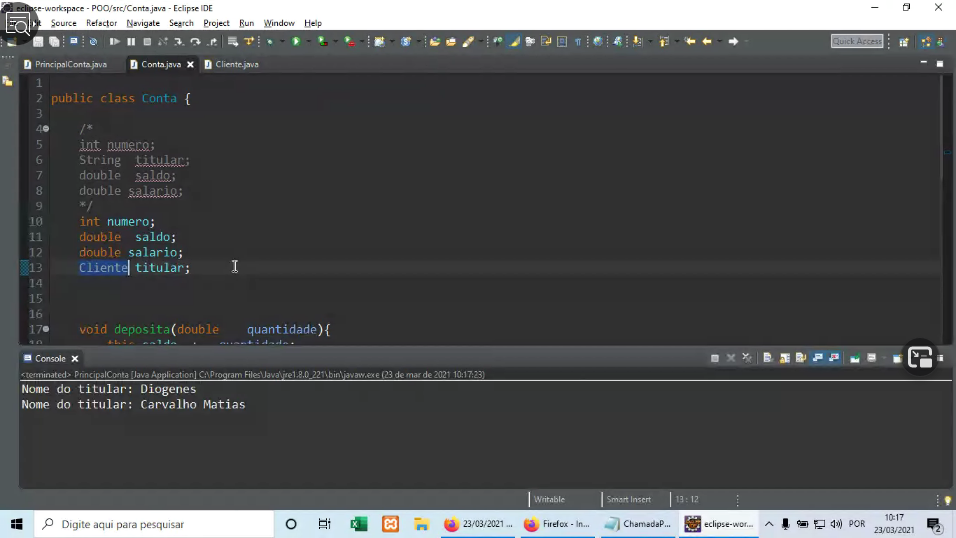 eclipse-workspace - POO/src/Conta.java - Eclipse IDE
Source Refactor Navigate Search Project Run Window Help
Quick Access
PrincipalConta.java Conta.java Cliente.java
1
2 public class Conta {
3
4 /*
5 int numero;
6 String titular;
7 double saldo;
8 double salario;
9 */
10 int numero;
11 double saldo;
12 double salario;
13 Cliente titular;
14
15
16
17 void deposita(double quantidade){
Console
<terminated> PrincipalConta [Java Application] C:\Program Files\Java\jre1.8.0_221\bin\javaw.exe (23 de mar de 2021 10:17:23)
Nome do titular: Diogenes
Nome do titular: Carvalho Matias
Writable Smart Insert 13 : 12
Digite aqui para pesquisar 23/03/2021 ... Firefox - In... ChamadaP... eclipse-wor... POR 10:17
23/03/2021 2